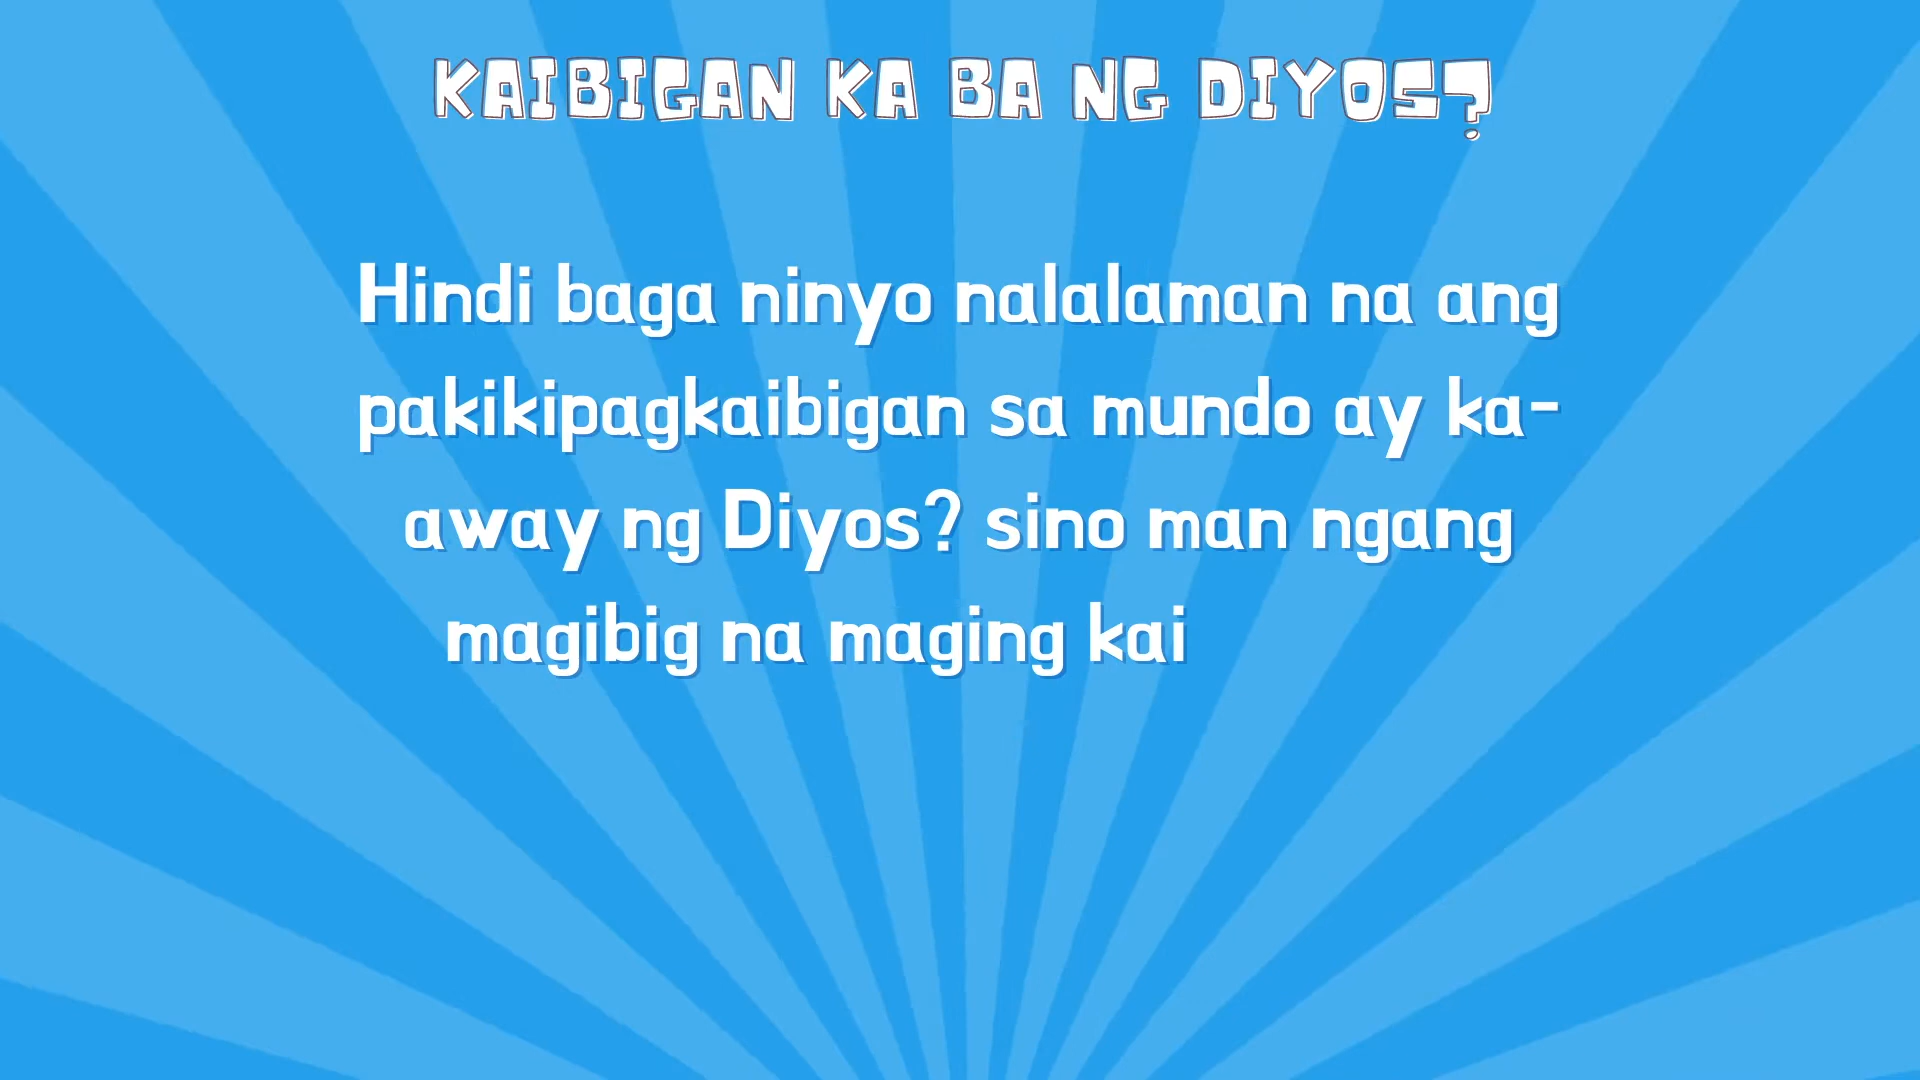 KAIBIGAN KA BA NG DIYOS?
Hindi baga ninyo nalalaman na ang
pakikipagkaibigan sa mundo ay ka-
away ng Diyos? sino man ngang
magibig na maging kai